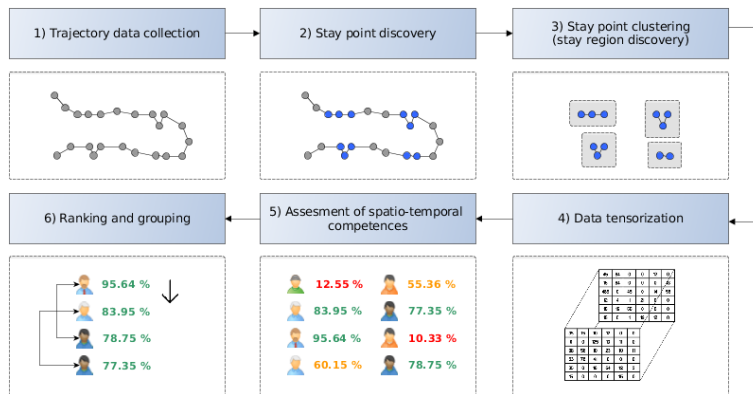 1) Trajectory data collection
2) Stay point discovery
3) Stay point clustering
(stay region discovery)
6) Ranking and grouping
5) Assesment of spatio-temporal
competences
4) Data tensorization
95.64 %
83.95 %
78.75 %
77.35 %
12.55 % 55.36 %
83.95 % 77.35 %
95.64 % 10.33 %
60.15 % 78.75 %